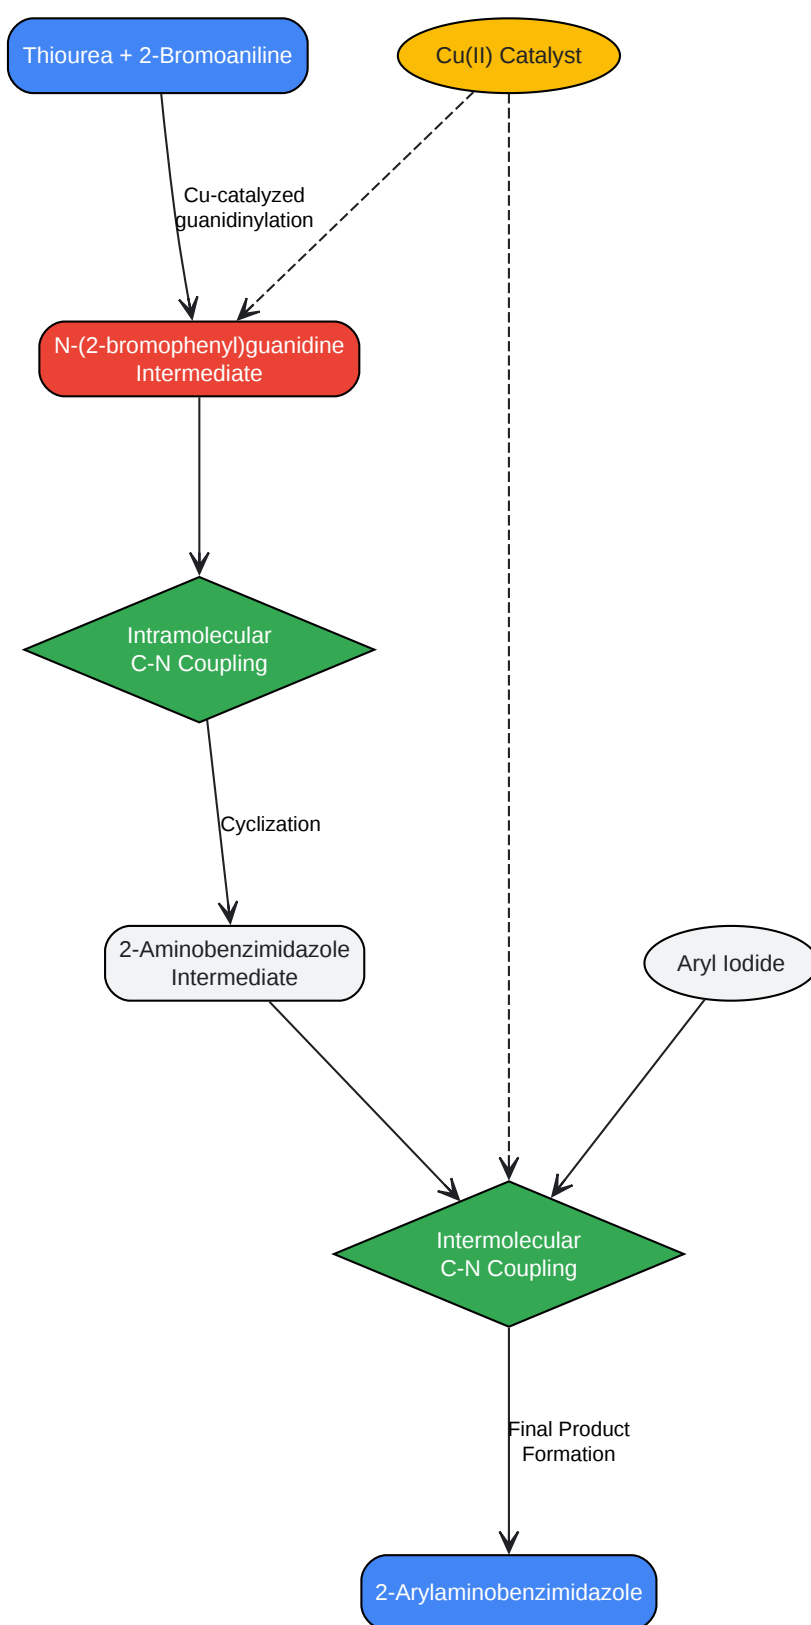 Thiourea + 2-Bromoaniline
Cu(II) Catalyst
Cu-catalyzed
guanidinylation
N-(2-bromophenyl)guanidine
Intermediate
Intramolecular
C-N Coupling
Cyclization
2-Aminobenzimidazole
Intermediate
Aryl Iodide
Intermolecular
C-N Coupling
Final Product
Formation
2-Arylaminobenzimidazole